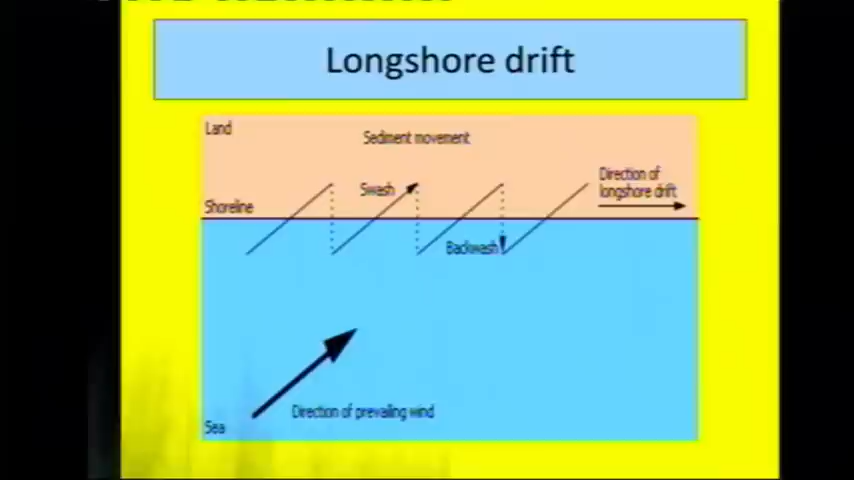 Longshore drift
Land
Sediment movement
Direction of
longshore drift
Swash
Shoreline
Backwash
Direction of prevailing wind
Sea